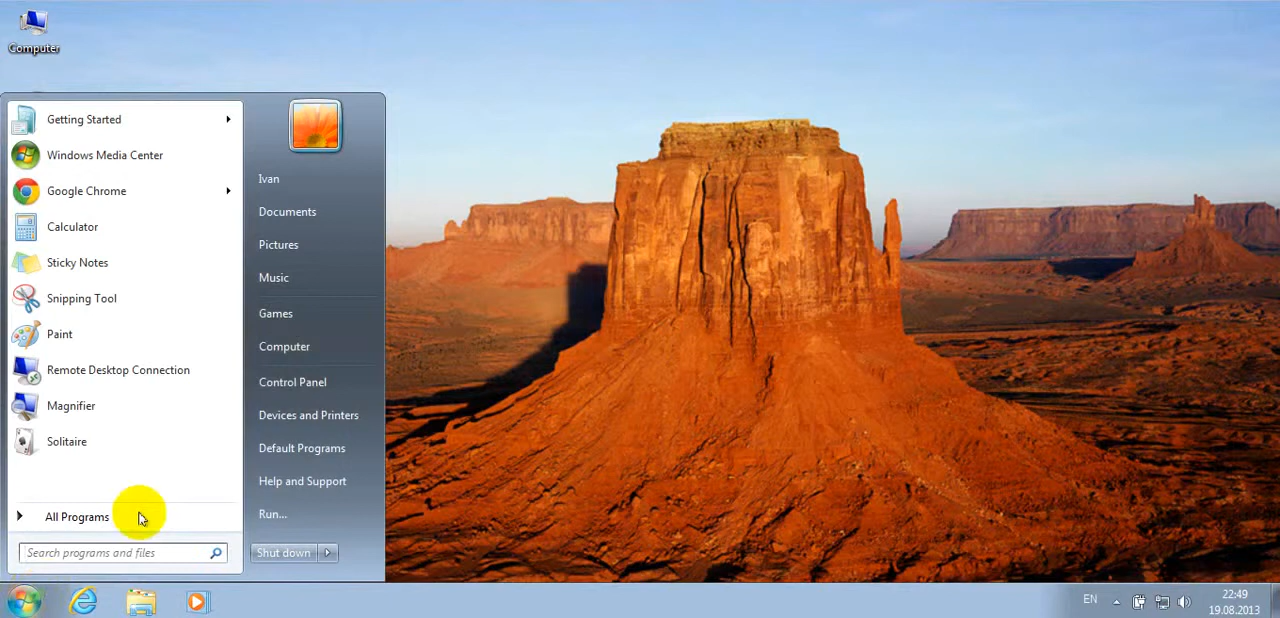 Computer
Getting Started
Windows Media Center
Google Chrome
Calculator
Sticky Notes
Snipping Tool
Paint
Remote Desktop Connection
Magnifier
Solitaire
All Programs
Search programs and files
Ivan
Documents
Pictures
Music
Games
Computer
Control Panel
Devices and Printers
Default Programs
Help and Support
Run...
Shut down
EN
22:49
19.08.2013